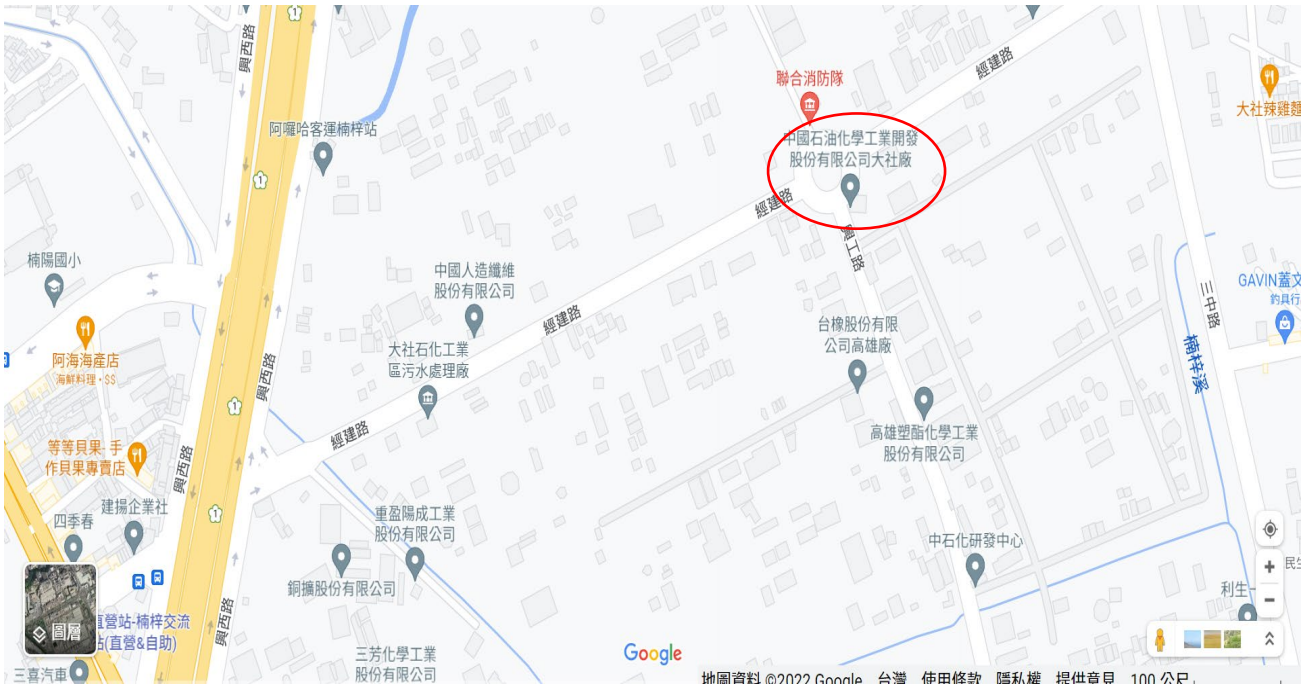 興西路
1
阿囉哈客運楠梓站
聯合消防隊
經建路
大社辣雞麵
中國石油化學工業開發
股份有限公司大社廠
1
經建路
興工路
楠陽國小
中國人造纖維
股份有限公司
三中路
GAVIN蓋文
釣具行
經建路
台橡股份有限
公司高雄廠
大社石化工業
區污水處理廠
楠梓溪
阿海海產店
海鮮料理・$$
興西路
1
經建路
高雄塑酯化學工業
股份有限公司
等等貝果- 手
作貝果專賣店
興西路
建揚企業社
四季春
1
重盈陽成工業
股份有限公司
中石化研發中心
銅擴股份有限公司
利生
圖層
直營站-楠梓交流
站(直營&自助)
興西路
三芳化學工業
股份有限公司
三喜汽車
Google
地圖資料 ©2022 Google 台灣 使用條款 隱私權 提供意見 100 公尺